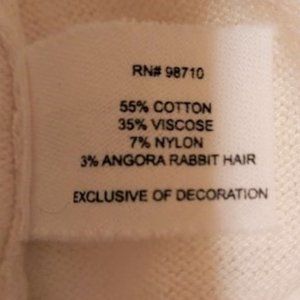 RN# 98710
55% COTTON
35% VISCOSE
7% NYLON
3% ANGORA RABBIT HAIR
EXCLUSIVE OF DECORATION